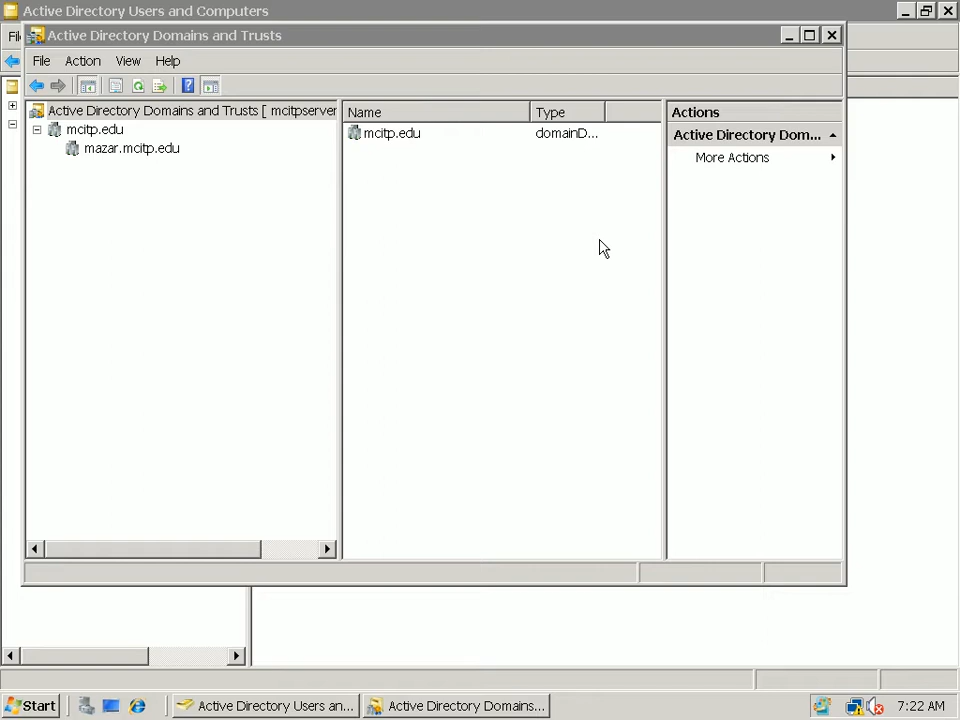 Active Directory Users and Computers
Active Directory Domains and Trusts
File Action View Help
Active Directory Domains and Trusts [ mcitpserver
mcitp.edu
mazar.mcitp.edu
Name Type
mcitp.edu domainD...
Actions
Active Directory Dom...
More Actions
Start
Active Directory Users an...
Active Directory Domains...
7:22 AM